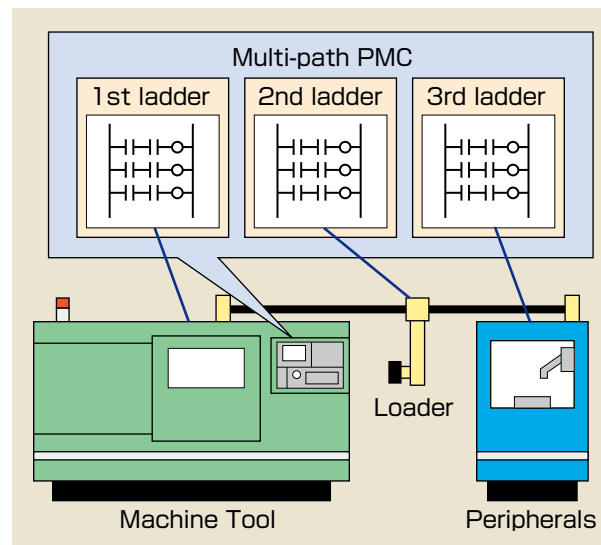 Multi-path PMC
1st ladder
2nd ladder
3rd ladder
Loader
Machine Tool
Peripherals